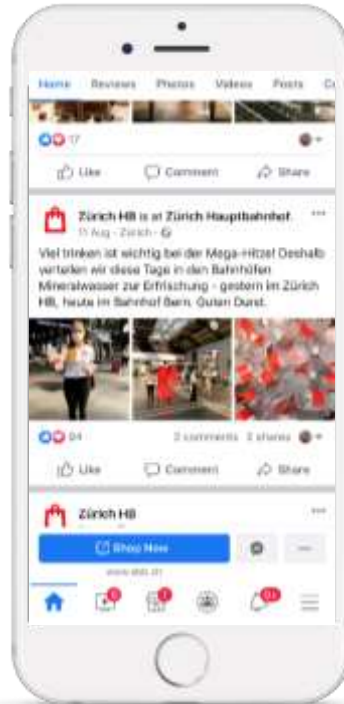 Home Reviews Photos Videos Posts
17
Like Comment Share
Zürich HB is at Zürich Hauptbahnhof.
11 Aug · Zürich ·
Viel trinken ist wichtig bei der Mega-Hitze! Deshalb
verteilen wir diese Tage in den Bahnhöfen
Mineralwasser zur Erfrischung - gestern im Zürich
HB, heute im Bahnhof Bern. Guten Durst.
94 2 comments 2 shares
Like Comment Share
Zürich HB
Shop Now